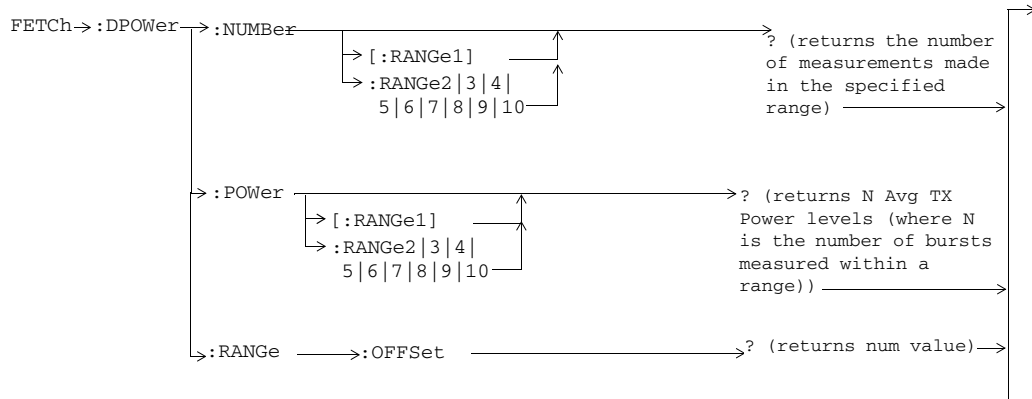 FETCh :DPOWer :NUMBer
[:RANGe1]
:RANGe2|3|4|
5|6|7|8|9|10
? (returns the number
of measurements made
in the specified
range)
:POWer
[:RANGe1]
:RANGe2|3|4|
5|6|7|8|9|10
? (returns N Avg TX
Power levels (where N
is the number of bursts
measured within a
range))
:RANGe :OFFSet ? (returns num value)